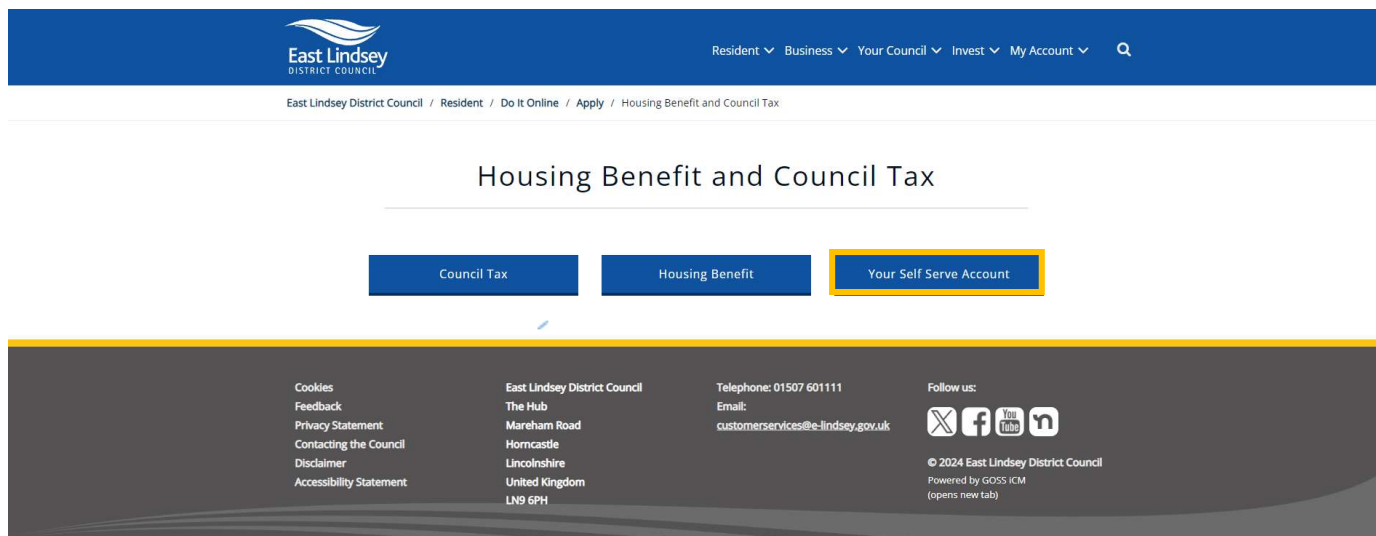 East Lindsey
DISTRICT COUNCIL
Resident Business Your Council Invest My Account
East Lindsey District Council / Resident / Do It Online / Apply / Housing Benefit and Council Tax
Housing Benefit and Council Tax
Council Tax
Housing Benefit
Your Self Serve Account
Cookies
Feedback
Privacy Statement
Contacting the Council
Disclaimer
Accessibility Statement
East Lindsey District Council
The Hub
Mareham Road
Horncastle
Lincolnshire
United Kingdom
LN9 6PH
Telephone: 01507 601111
Email:
customerservices@e-lindsey.gov.uk
Follow us:
You
Tube
© 2024 East Lindsey District Council
Powered by GOSS iCM
(opens new tab)